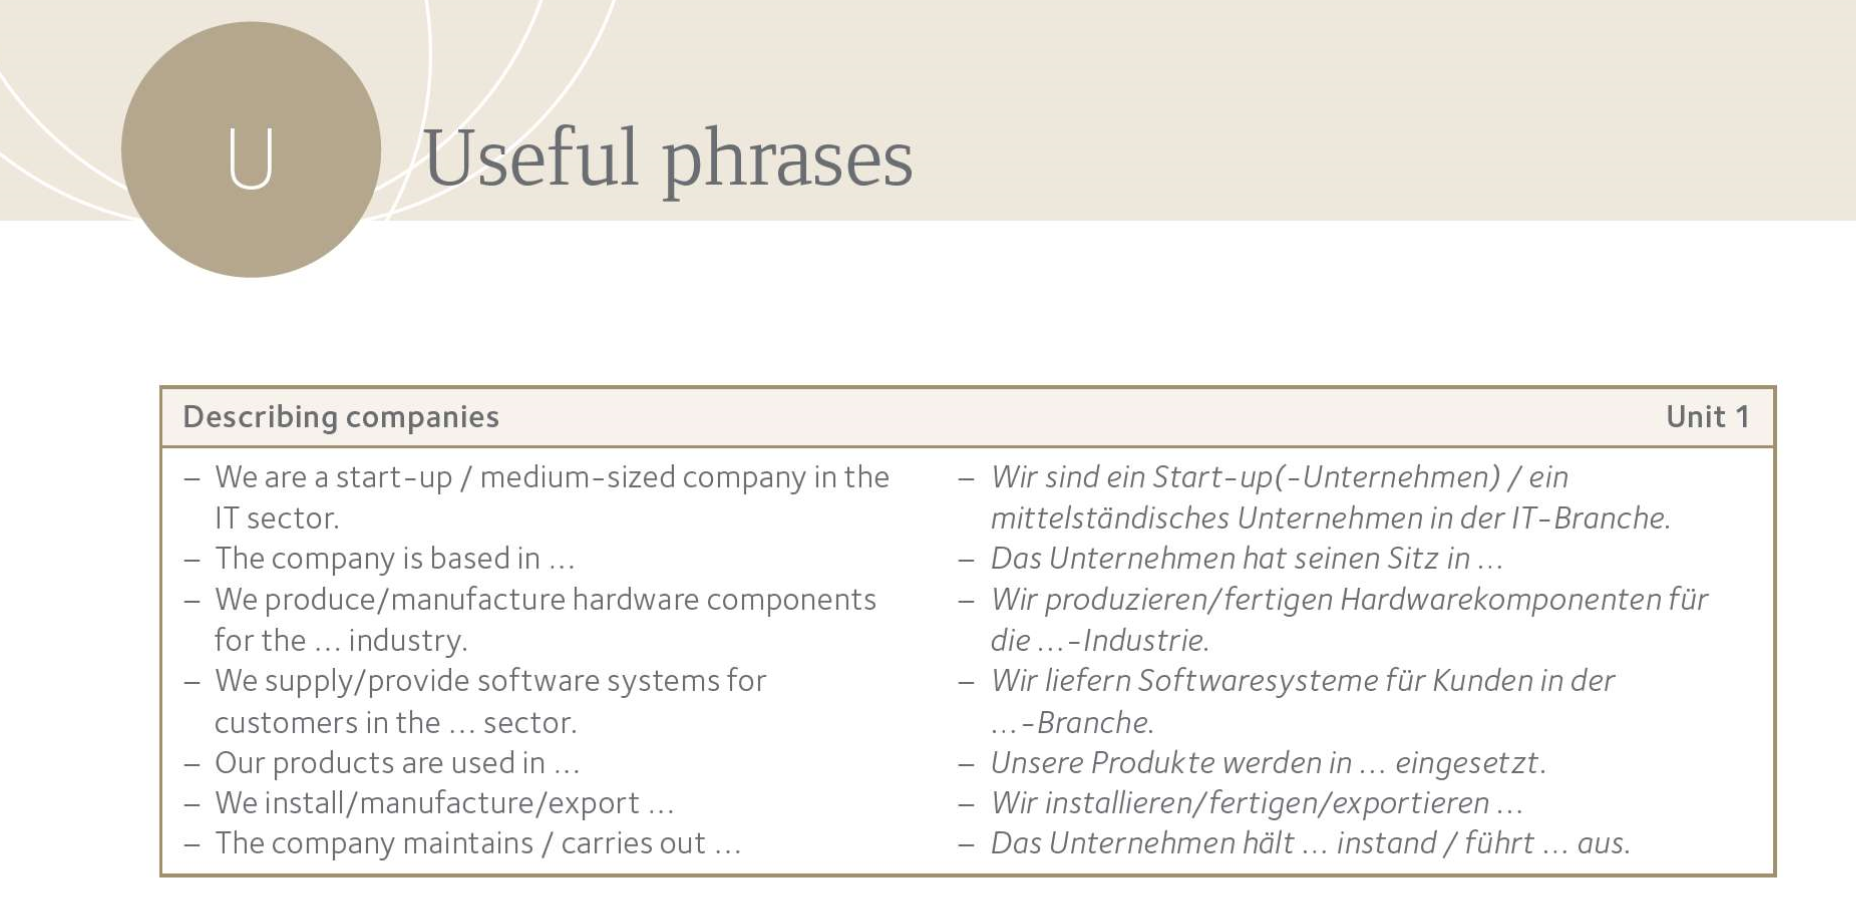 U
Useful phrases
Describing companies
Unit 1
– We are a start-up / medium-sized company in the
IT sector.
– The company is based in …
– We produce/manufacture hardware components
for the … industry.
– We supply/provide software systems for
customers in the … sector.
– Our products are used in …
– We install/manufacture/export …
– The company maintains / carries out …
– Wir sind ein Start-up(-Unternehmen) / ein
mittelständisches Unternehmen in der IT-Branche.
– Das Unternehmen hat seinen Sitz in …
– Wir produzieren/fertigen Hardwarekomponenten für
die …-Industrie.
– Wir liefern Softwaresysteme für Kunden in der
…-Branche.
– Unsere Produkte werden in … eingesetzt.
– Wir installieren/fertigen/exportieren …
– Das Unternehmen hält … instand / führt … aus.